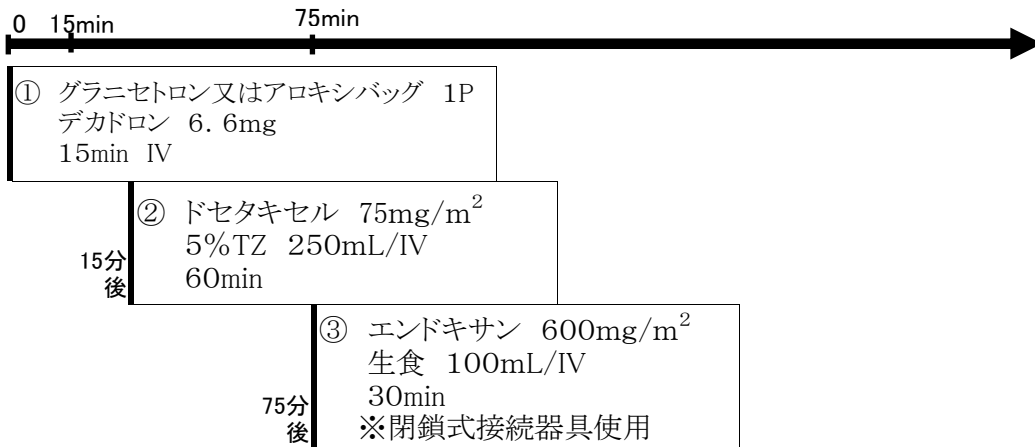 0 15min 75min
① グラニセトロン又はアロキシバッグ 1P
デカドロン 6.6mg
15min IV
15分後
② ドセタキセル 75mg/m²
5%TZ 250mL/IV
60min
75分後
③ エンドキサン 600mg/m²
生食 100mL/IV
30min
※閉鎖式接続器具使用